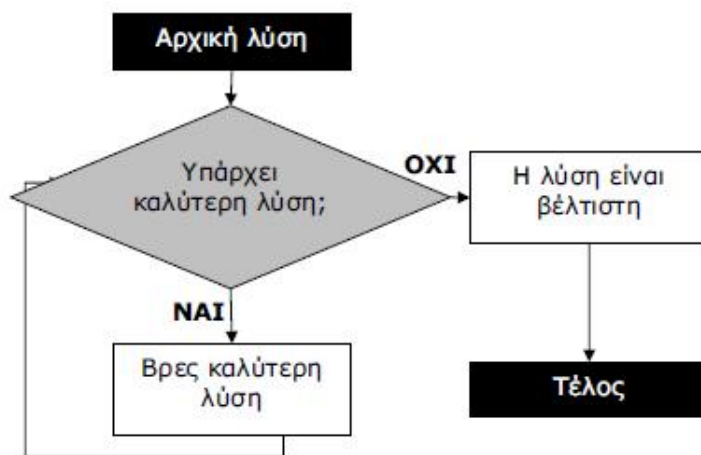 Αρχική λύση
Υπάρχει
καλύτερη λύση;
ΟΧΙ
Η λύση είναι
βέλτιστη
ΝΑΙ
Βρες καλύτερη
λύση
Τέλος